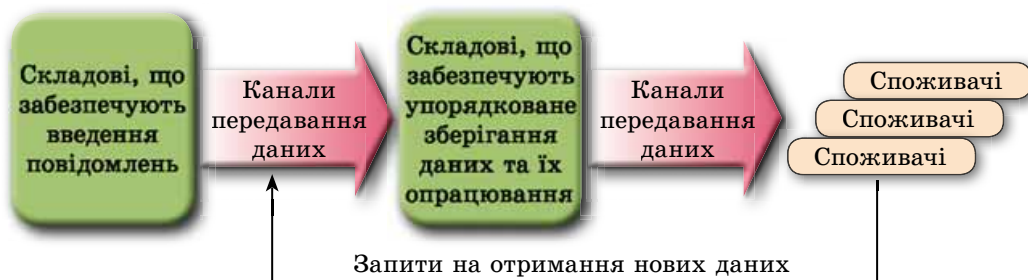 Складові, що
забезпечують
введення
повідомлень
Канали
передавання
даних
Складові, що
забезпечують
упорядковане
зберігання
даних та їх
опрацювання
Канали
передавання
даних
Споживачі
Споживачі
Споживачі
Запити на отримання нових даних